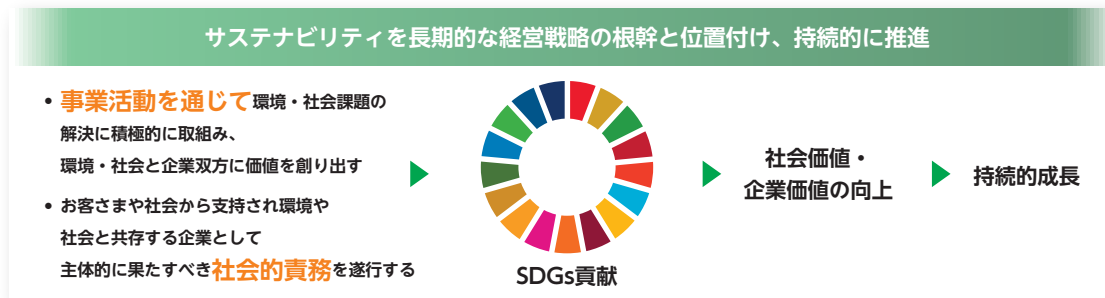 サステナビリティを長期的な経営戦略の根幹と位置付け、持続的に推進
• 事業活動を通じて環境・社会課題の
解決に積極的に取組み、
環境・社会と企業双方に価値を創り出す
• お客さまや社会から支持され環境や
社会と共存する企業として
主体的に果たすべき社会的責務を遂行する
SDGs貢献
社会価値・
企業価値の向上
持続的成長